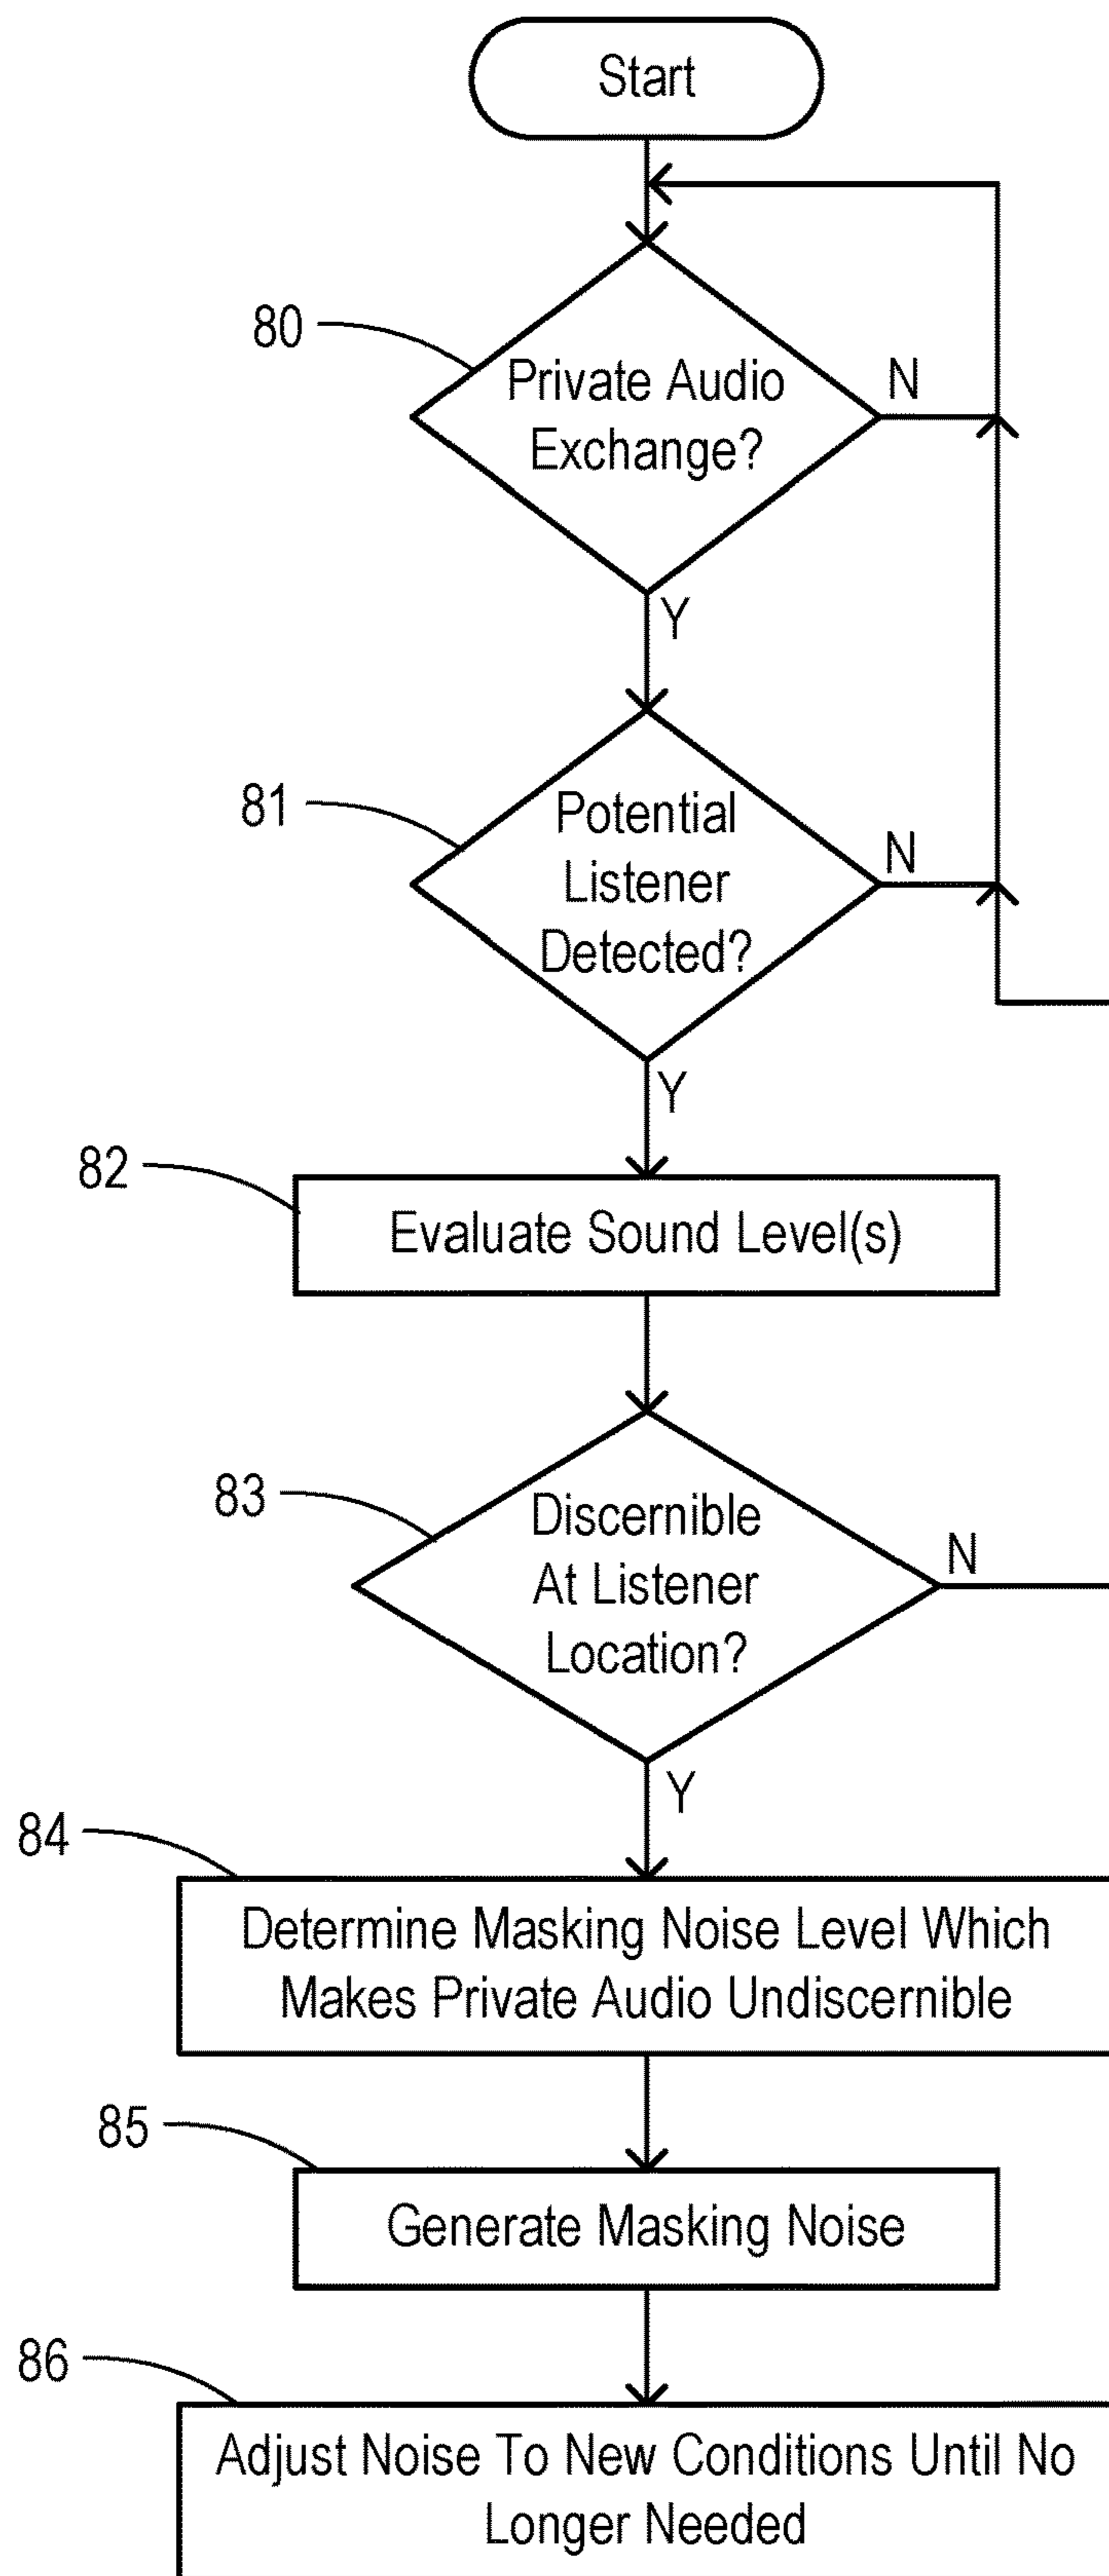 Start
80
Private Audio
Exchange?
N
Y
81
Potential
Listener
Detected?
N
Y
82
Evaluate Sound Level(s)
83
Discernible
At Listener
Location?
N
Y
84
Determine Masking Noise Level Which
Makes Private Audio Undiscernible
85
Generate Masking Noise
86
Adjust Noise To New Conditions Until No
Longer Needed